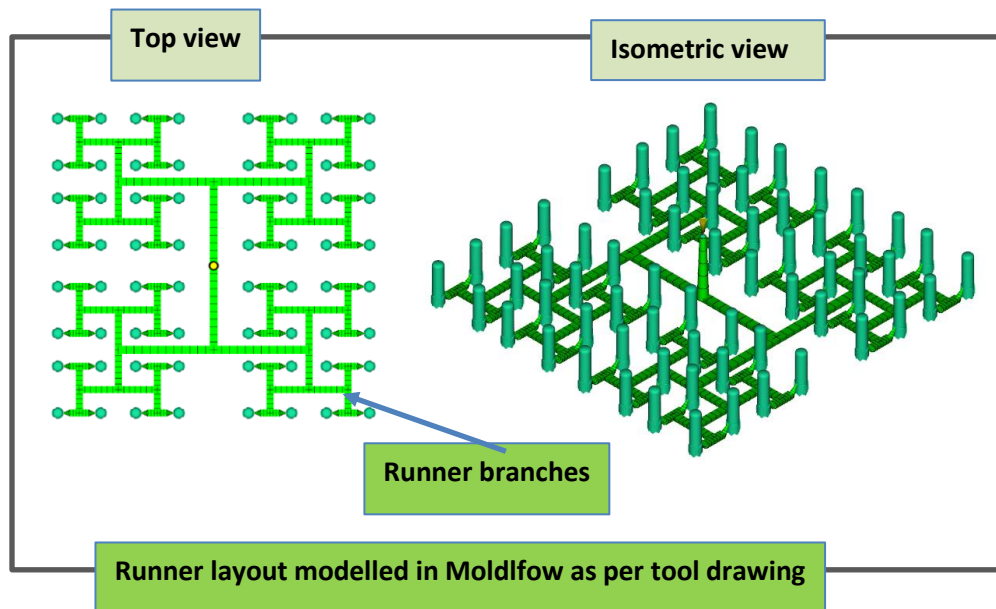 Top view
Isometric view
Runner branches
Runner layout modelled in Moldlfow as per tool drawing